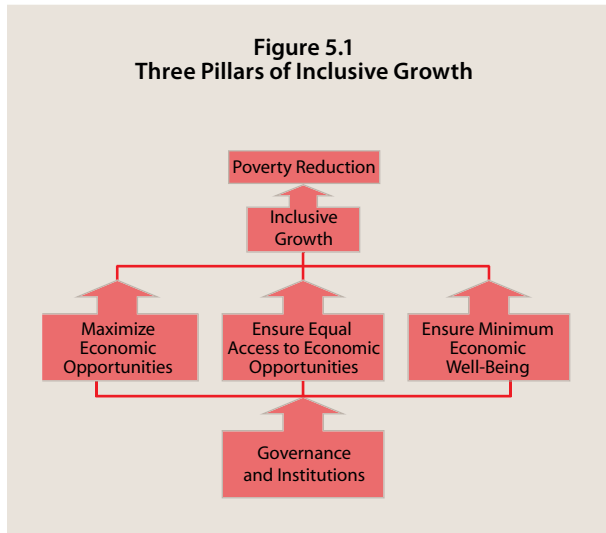 Figure 5.1
Three Pillars of Inclusive Growth
Poverty Reduction
Inclusive
Growth
Maximize
Economic
Opportunities
Ensure Equal
Access to Economic
Opportunities
Ensure Minimum
Economic
Well-Being
Governance
and Institutions